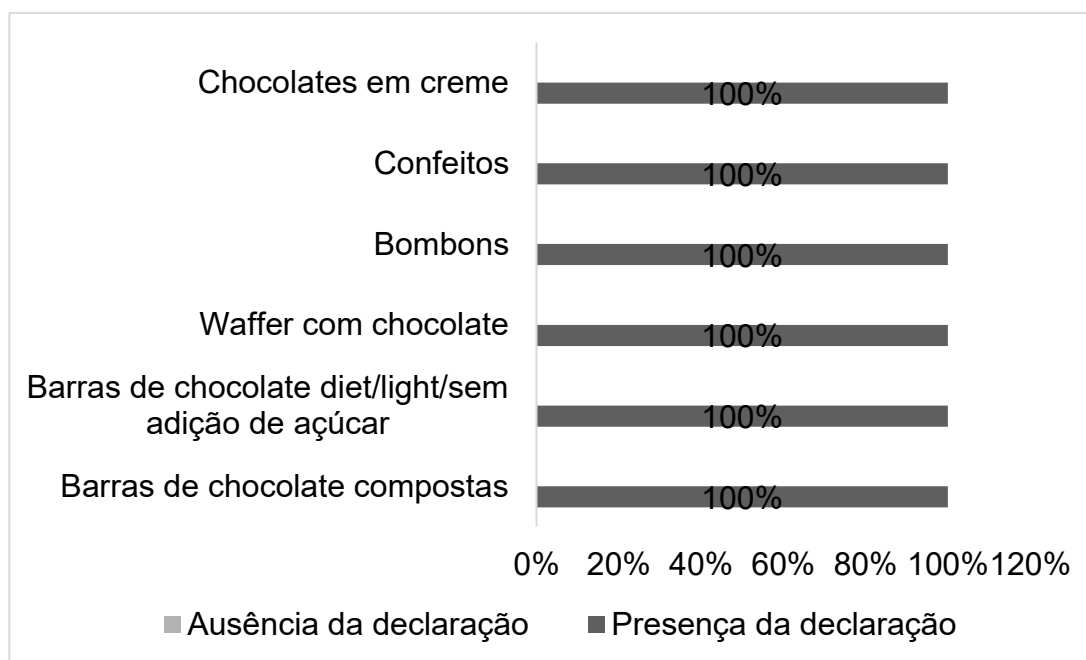 Chocolates em creme
100%
Confeitos
100%
Bombons
100%
Waffer com chocolate
100%
Barras de chocolate diet/light/sem
adição de açúcar
100%
Barras de chocolate compostas
100%
0% 20% 40% 60% 80% 100% 120%
Ausência da declaração Presença da declaração